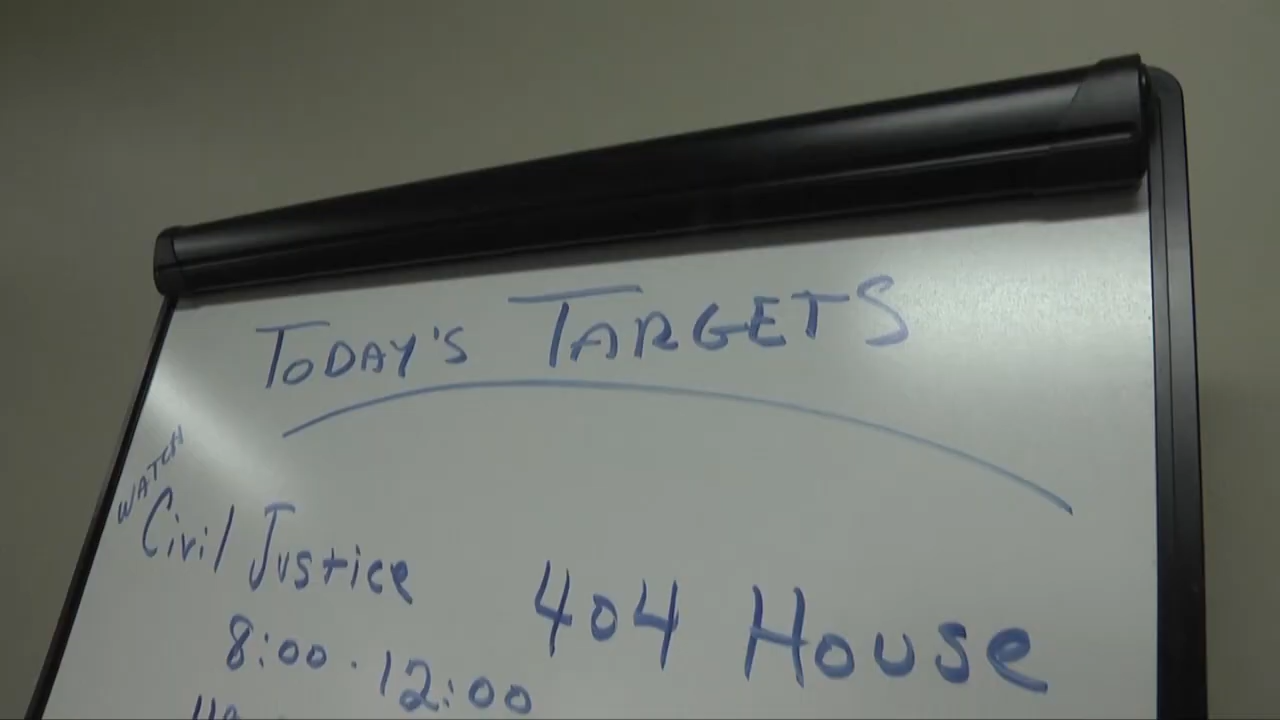 TODAY'S TARGETS
WATCH
Civil Justice
404 House
8:00 - 12:00